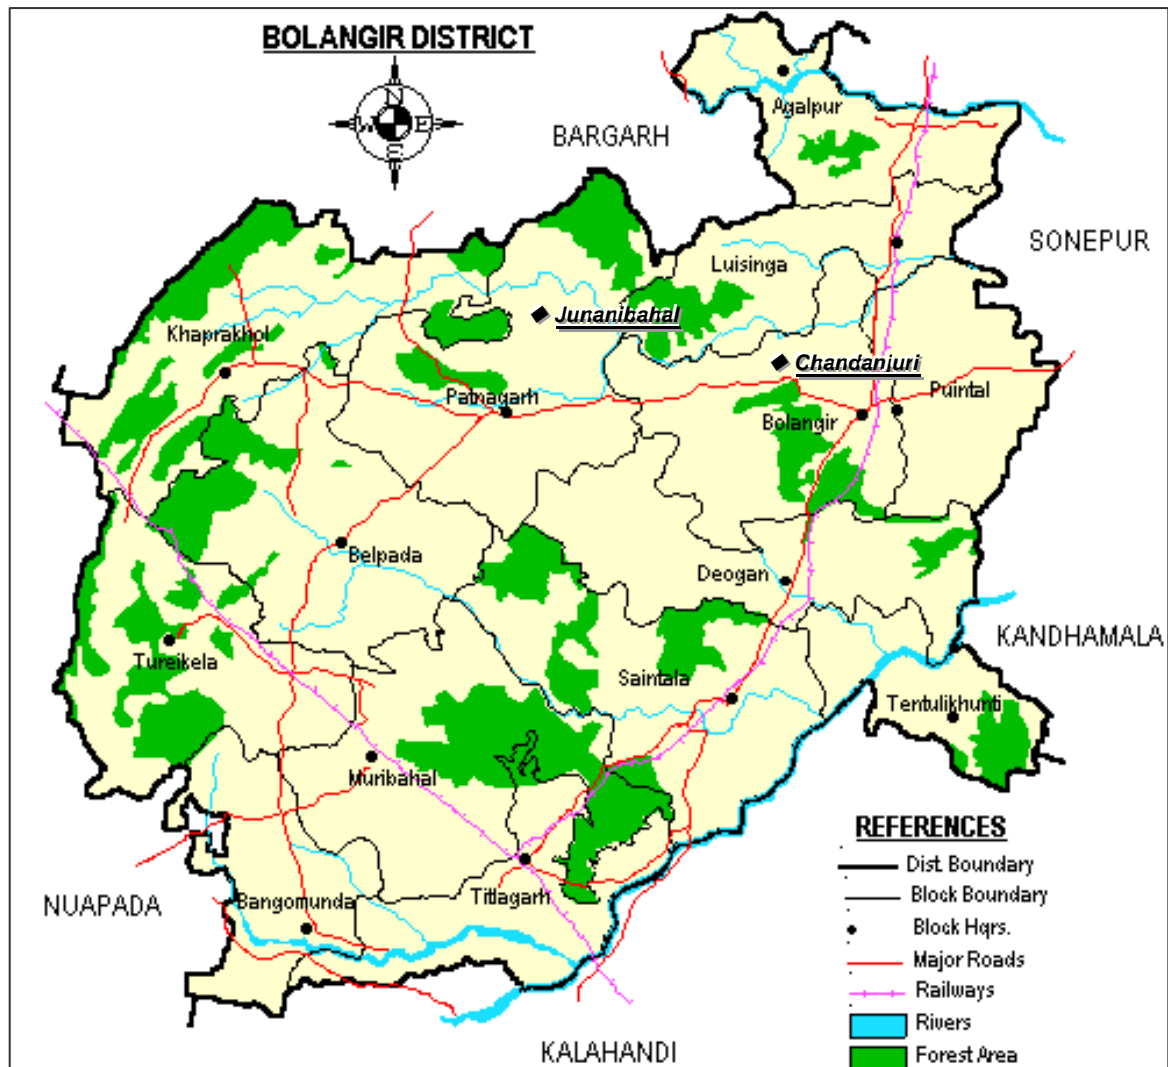 BOLANGIR DISTRICT
N
W E
S
Agalpur
BARGARH
SONEPUR
Luisinga
Junanibahal
Khaprakhol
Chandanjuri
Patnagarh
Puintal
Bolangir
Belpada
Deogan
KANDHAMALA
Tureikela
Saintala
Tentulikhunti
Muribahal
REFERENCES
Dist. Boundary
Block Boundary
Block Hqrs.
Major Roads
Railways
Rivers
Forest Area
NUAPADA
Bangomunda
Titlagarh
KALAHANDI